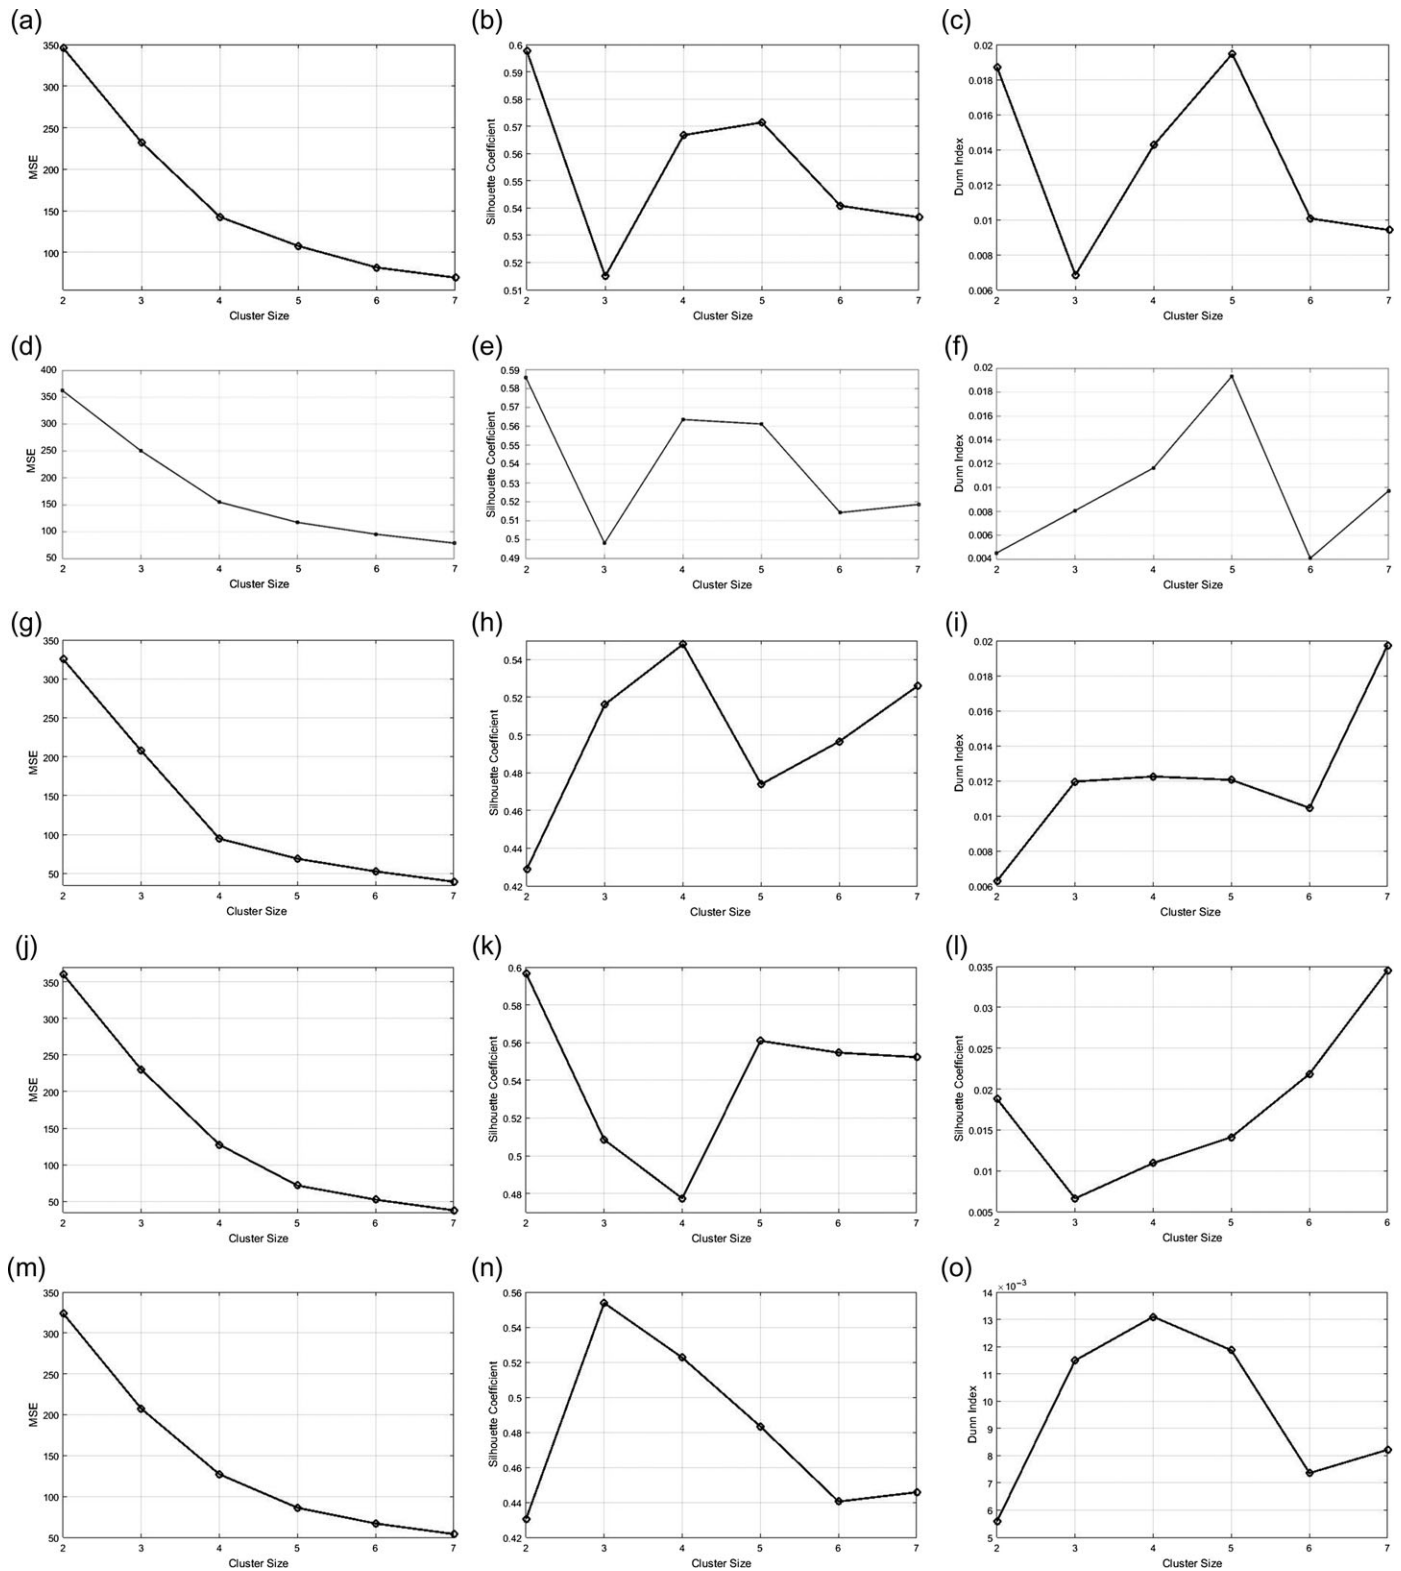 (a)
350
300
250
200
150
100
2 3 4 5 6 7
MSE
Cluster Size
(b)
0.6
0.59
0.58
0.57
0.56
0.55
0.54
0.53
0.52
0.51
2 3 4 5 6 7
Silhouette Coefficient
Cluster Size
(c)
0.02
0.018
0.016
0.014
0.012
0.01
0.008
0.006
2 3 4 5 6 7
Dunn Index
Cluster Size
(d)
400
350
300
250
200
150
100
50
2 3 4 5 6 7
MSE
Cluster Size
(e)
0.59
0.58
0.57
0.56
0.55
0.54
0.53
0.52
0.51
0.5
0.49
2 3 4 5 6 7
Silhouette Coefficient
Cluster Size
(f)
0.02
0.018
0.016
0.014
0.012
0.01
0.008
0.006
0.004
2 3 4 5 6 7
Dunn Index
Cluster Size
(g)
350
300
250
200
150
100
50
2 3 4 5 6 7
MSE
Cluster Size
(h)
0.54
0.52
0.5
0.48
0.46
0.44
0.42
2 3 4 5 6 7
Silhouette Coefficient
Cluster Size
(i)
0.02
0.018
0.016
0.014
0.012
0.01
0.008
0.006
2 3 4 5 6 7
Dunn Index
Cluster Size
(j)
350
300
250
200
150
100
50
2 3 4 5 6 7
MSE
Cluster Size
(k)
0.6
0.58
0.56
0.54
0.52
0.5
0.48
2 3 4 5 6 7
Silhouette Coefficient
Cluster Size
(l)
0.035
0.03
0.025
0.02
0.015
0.01
0.005
2 3 4 5 6 6
Silhouette Coefficient
Cluster Size
(m)
350
300
250
200
150
100
50
2 3 4 5 6 7
MSE
Cluster Size
(n)
0.56
0.54
0.52
0.5
0.48
0.46
0.44
0.42
2 3 4 5 6 7
Silhouette Coefficient
Cluster Size
(o)
× 10⁻³
14
13
12
11
10
9
8
7
6
5
2 3 4 5 6 7
Dunn Index
Cluster Size